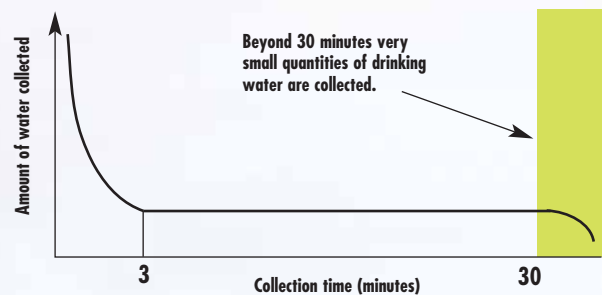 Amount of water collected
Beyond 30 minutes very
small quantities of drinking
water are collected.
3
30
Collection time (minutes)